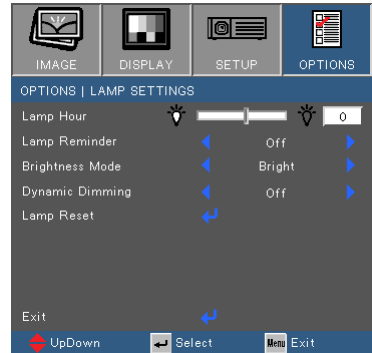 IMAGE DISPLAY SETUP OPTIONS
OPTIONS | LAMP SETTINGS
Lamp Hour 0
Lamp Reminder Off
Brightness Mode Bright
Dynamic Dimming Off
Lamp Reset
Exit
UpDown Select Menu Exit